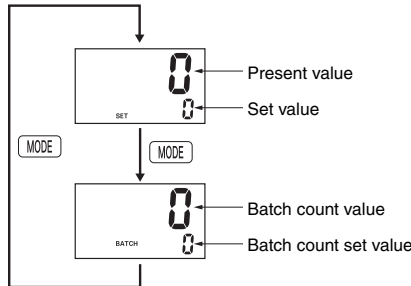 0
Present value
SET
0
Set value
MODE
MODE
0
Batch count value
BATCH
0
Batch count set value